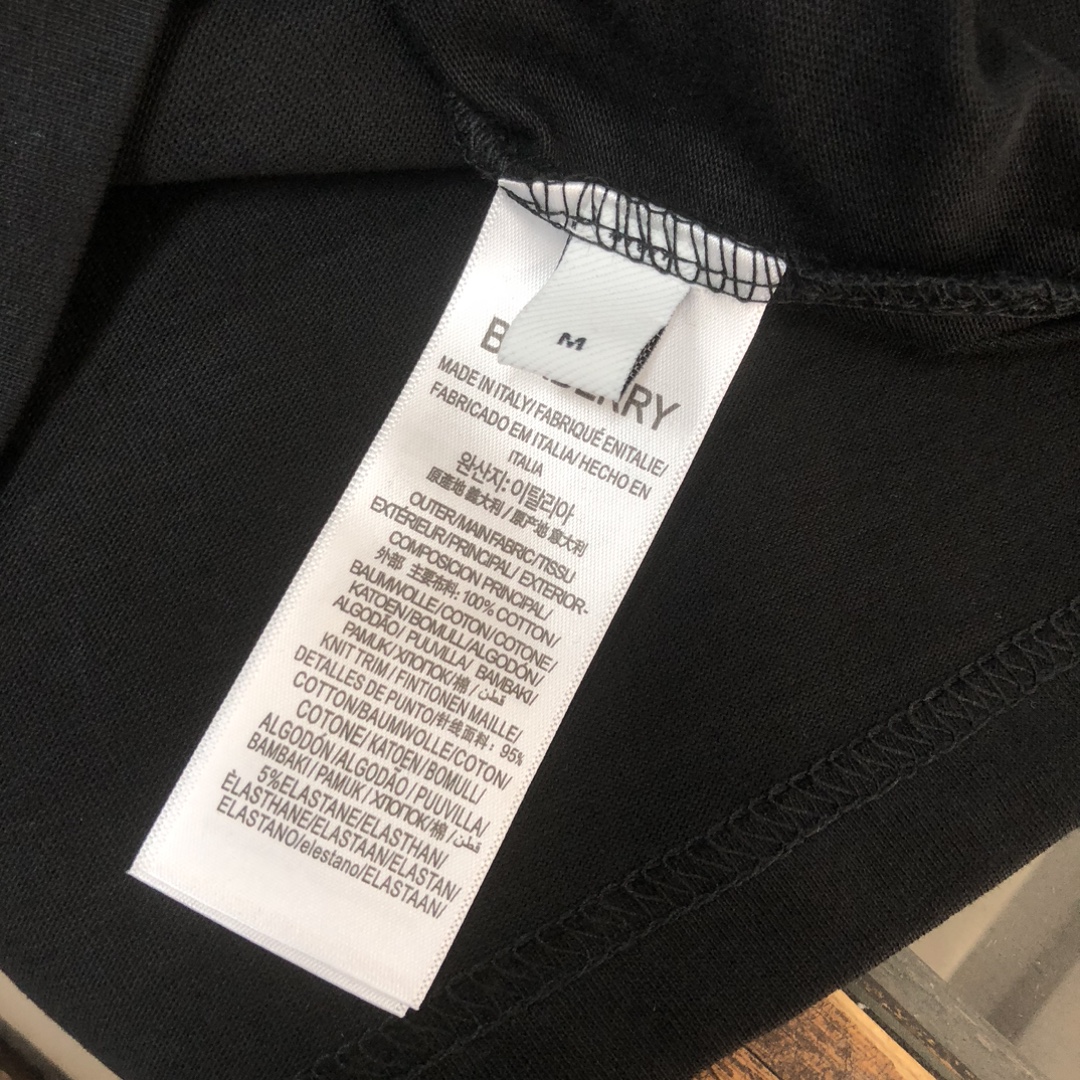 M
BURBERRY
MADE IN ITALY/ FABRIQUÉ ENITALIE/
FABRICADO EM ITALIA/ HECHO EN
ITALIA
완산지: 이탈리아
原產地 義大利 / 原产地 意大利
OUTER/MAIN FABRIC/TISSU
EXTÉRIEUR/PRINCIPAL/ EXTERIOR-
COMPOSICION PRINCIPAL/
外部 主要布料: 100% COTTON/
BAUMWOLLE/COTON/COTONE/
KATOEN/BOMULL/ALGODÓN/
ALGODÃO/ PUUVILLA/ BAMBAKI/
PAMUK/ХЛОПОК/棉/قطن/
KNIT TRIM / FINTIONEN MAILLE/
DETALLES DE PUNTO/针线面料: 95%
COTTON/BAUMWOLLE/COTON/
COTONE/ KATOEN/ BOMULL/
ALGODÓN/ALGODÃO / PUUVILLA/
BAMBAKI / PAMUK/ ХЛОПОК/棉/قطن/
5%ELASTANE/ELASTHAN/
ÈLASTHANE/ELASTAAN/ELASTAN/
ELASTANO/elestano/ELASTAAN/